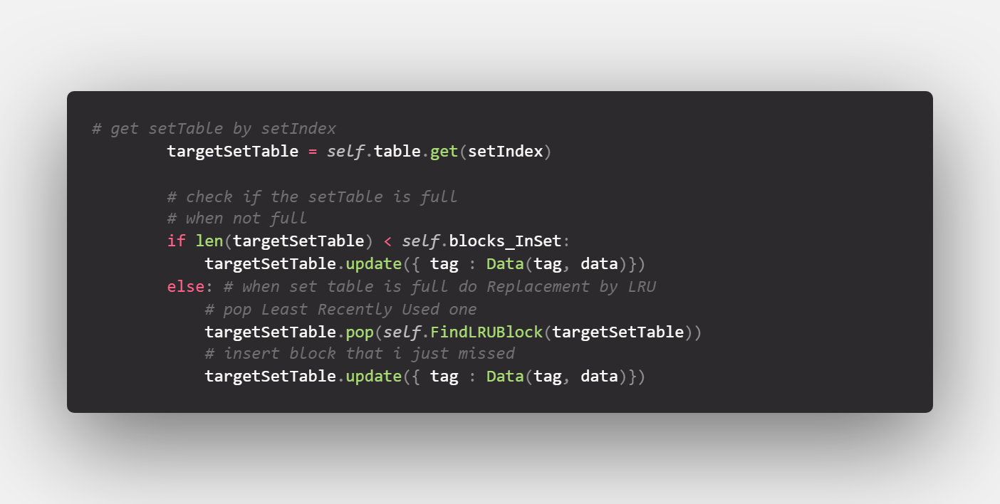 # get setTable by setIndex
        targetSetTable = self.table.get(setIndex)

        # check if the setTable is full
        # when not full
        if len(targetSetTable) < self.blocks_InSet:
            targetSetTable.update({ tag : Data(tag, data)})
        else: # when set table is full do Replacement by LRU
            # pop Least Recently Used one
            targetSetTable.pop(self.FindLRUBlock(targetSetTable))
            # insert block that i just missed
            targetSetTable.update({ tag : Data(tag, data)})